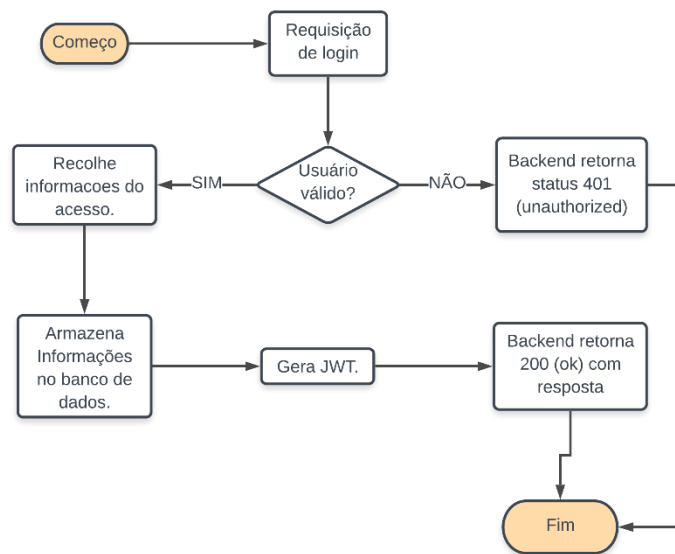 Começo
Requisição
de login
Recolhe
informacoes do
acesso.
SIM
Usuário
válido?
NÃO
Backend retorna
status 401
(unauthorized)
Armazena
Informações
no banco de
dados.
Gera JWT.
Backend retorna
200 (ok) com
resposta
Fim